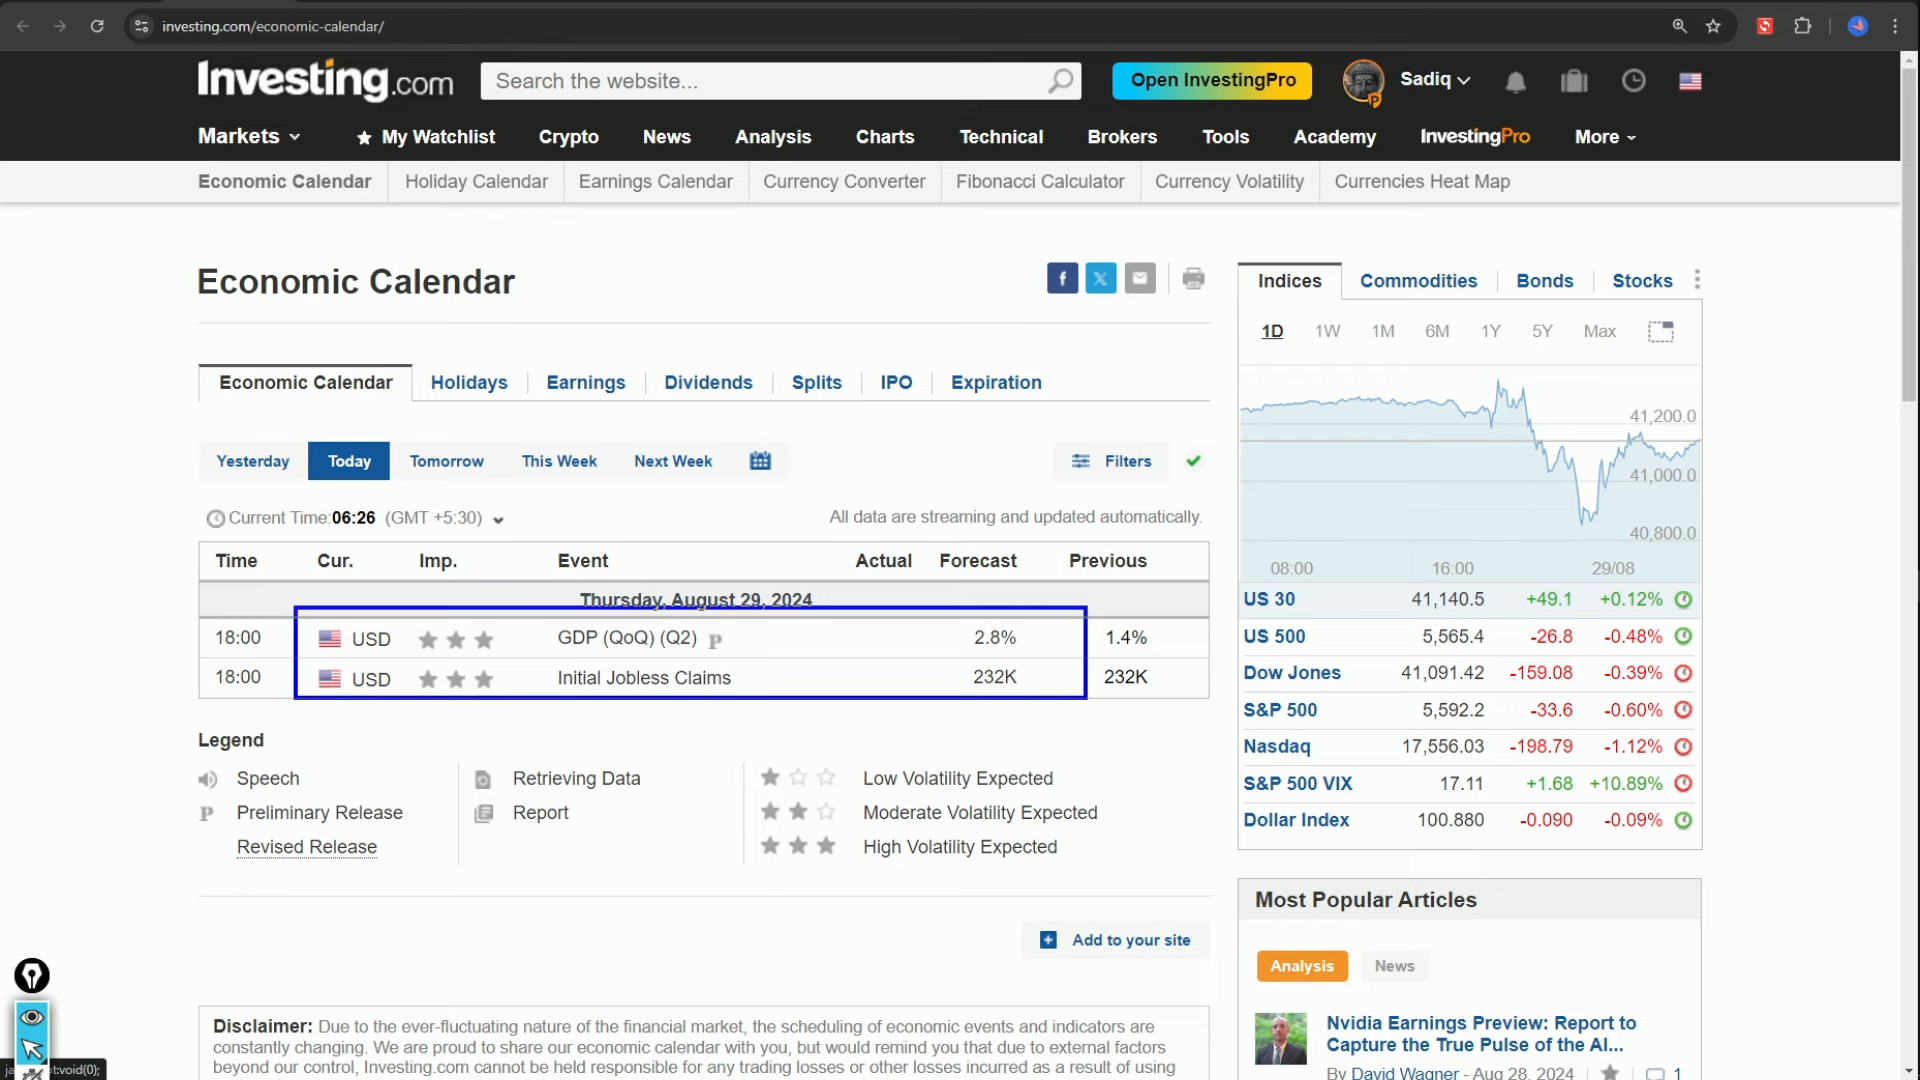 investing.com/economic-calendar/
Investing.com
Search the website...
Open InvestingPro
Sadiq
Markets
My Watchlist
Crypto
News
Analysis
Charts
Technical
Brokers
Tools
Academy
InvestingPro
More
Economic Calendar
Holiday Calendar
Earnings Calendar
Currency Converter
Fibonacci Calculator
Currency Volatility
Currencies Heat Map
Economic Calendar
Economic Calendar
Holidays
Earnings
Dividends
Splits
IPO
Expiration
Yesterday
Today
Tomorrow
This Week
Next Week
Filters
Current Time:06:26 (GMT +5:30)
All data are streaming and updated automatically.
Time Cur. Imp. Event Actual Forecast Previous
Thursday, August 29, 2024
18:00 USD GDP (QoQ) (Q2) P 2.8% 1.4%
18:00 USD Initial Jobless Claims 232K 232K
Legend
Speech
P Preliminary Release
Revised Release
Retrieving Data
Report
Low Volatility Expected
Moderate Volatility Expected
High Volatility Expected
Add to your site
Disclaimer: Due to the ever-fluctuating nature of the financial market, the scheduling of economic events and indicators are
constantly changing. We are proud to share our economic calendar with you, but would remind you that due to external factors
beyond our control, Investing.com cannot be held responsible for any trading losses or other losses incurred as a result of using
Indices
Commodities
Bonds
Stocks
1D 1W 1M 6M 1Y 5Y Max
41,200.0
41,000.0
40,800.0
08:00 16:00 29/08
US 30 41,140.5 +49.1 +0.12%
US 500 5,565.4 -26.8 -0.48%
Dow Jones 41,091.42 -159.08 -0.39%
S&P 500 5,592.2 -33.6 -0.60%
Nasdaq 17,556.03 -198.79 -1.12%
S&P 500 VIX 17.11 +1.68 +10.89%
Dollar Index 100.880 -0.090 -0.09%
Most Popular Articles
Analysis
News
Nvidia Earnings Preview: Report to
Capture the True Pulse of the AI...
By David Wagner - Aug 28, 2024 1